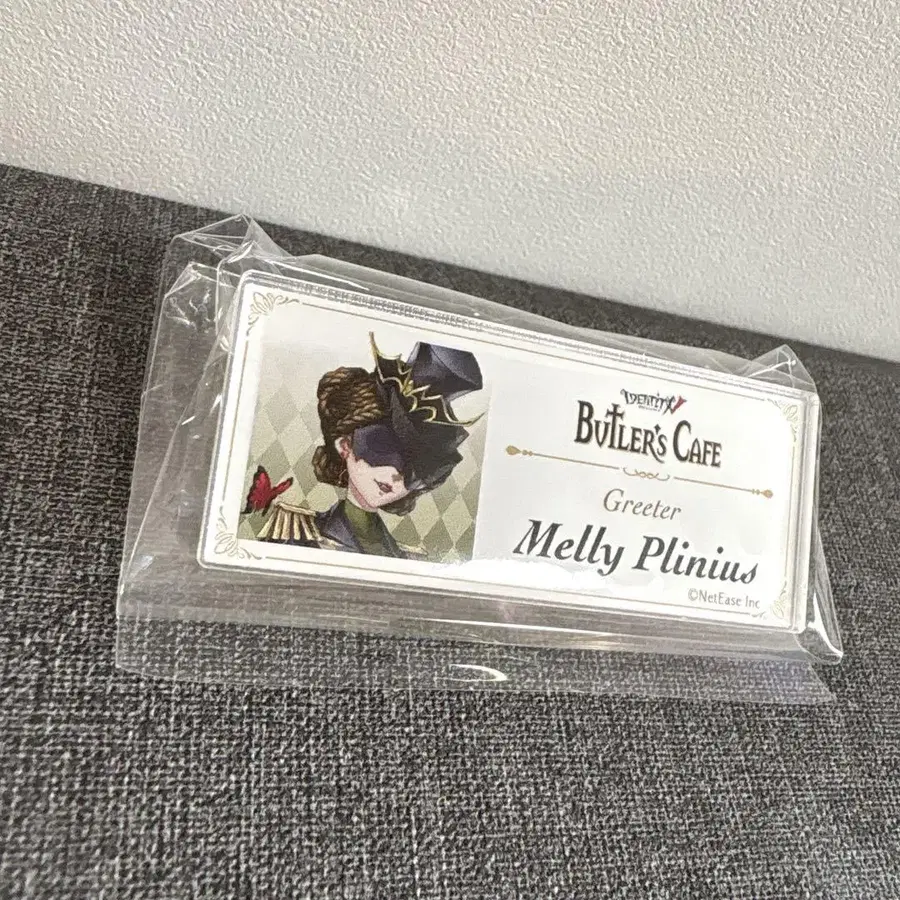 IDENTITY V
BUTLER'S CAFE
Greeter
Melly Plinius
©NetEase Inc